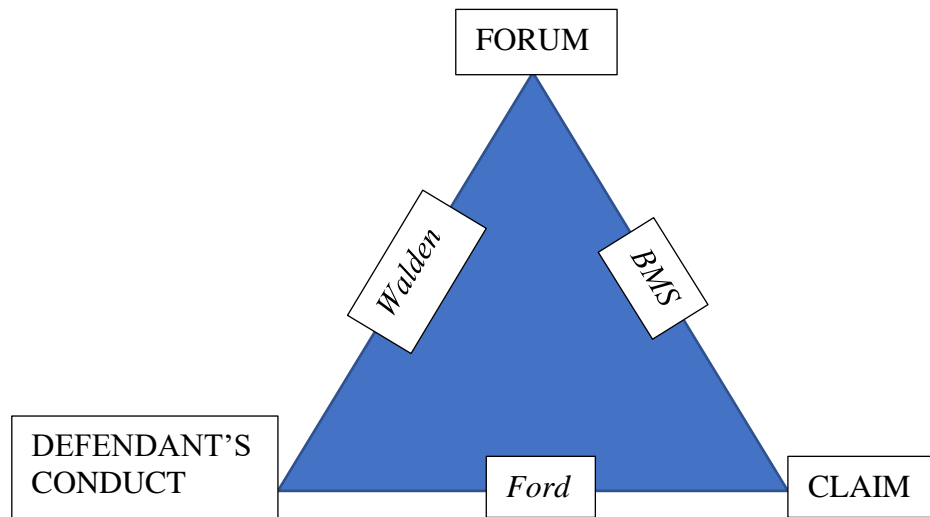 FORUM
Walden
BMS
DEFENDANT’S
CONDUCT
Ford
CLAIM